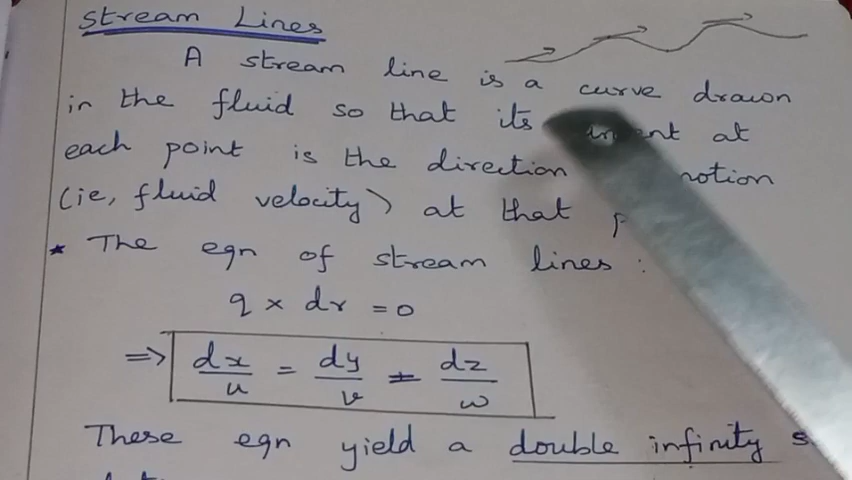 Stream Lines
A stream line is a curve drawn
in the fluid so that its at
each point is the direction
(ie, fluid velocity) at that
* The eqn of stream lines :
q × dr = 0
⇒ dx/u = dy/v = dz/w
These eqn yield a double infinity